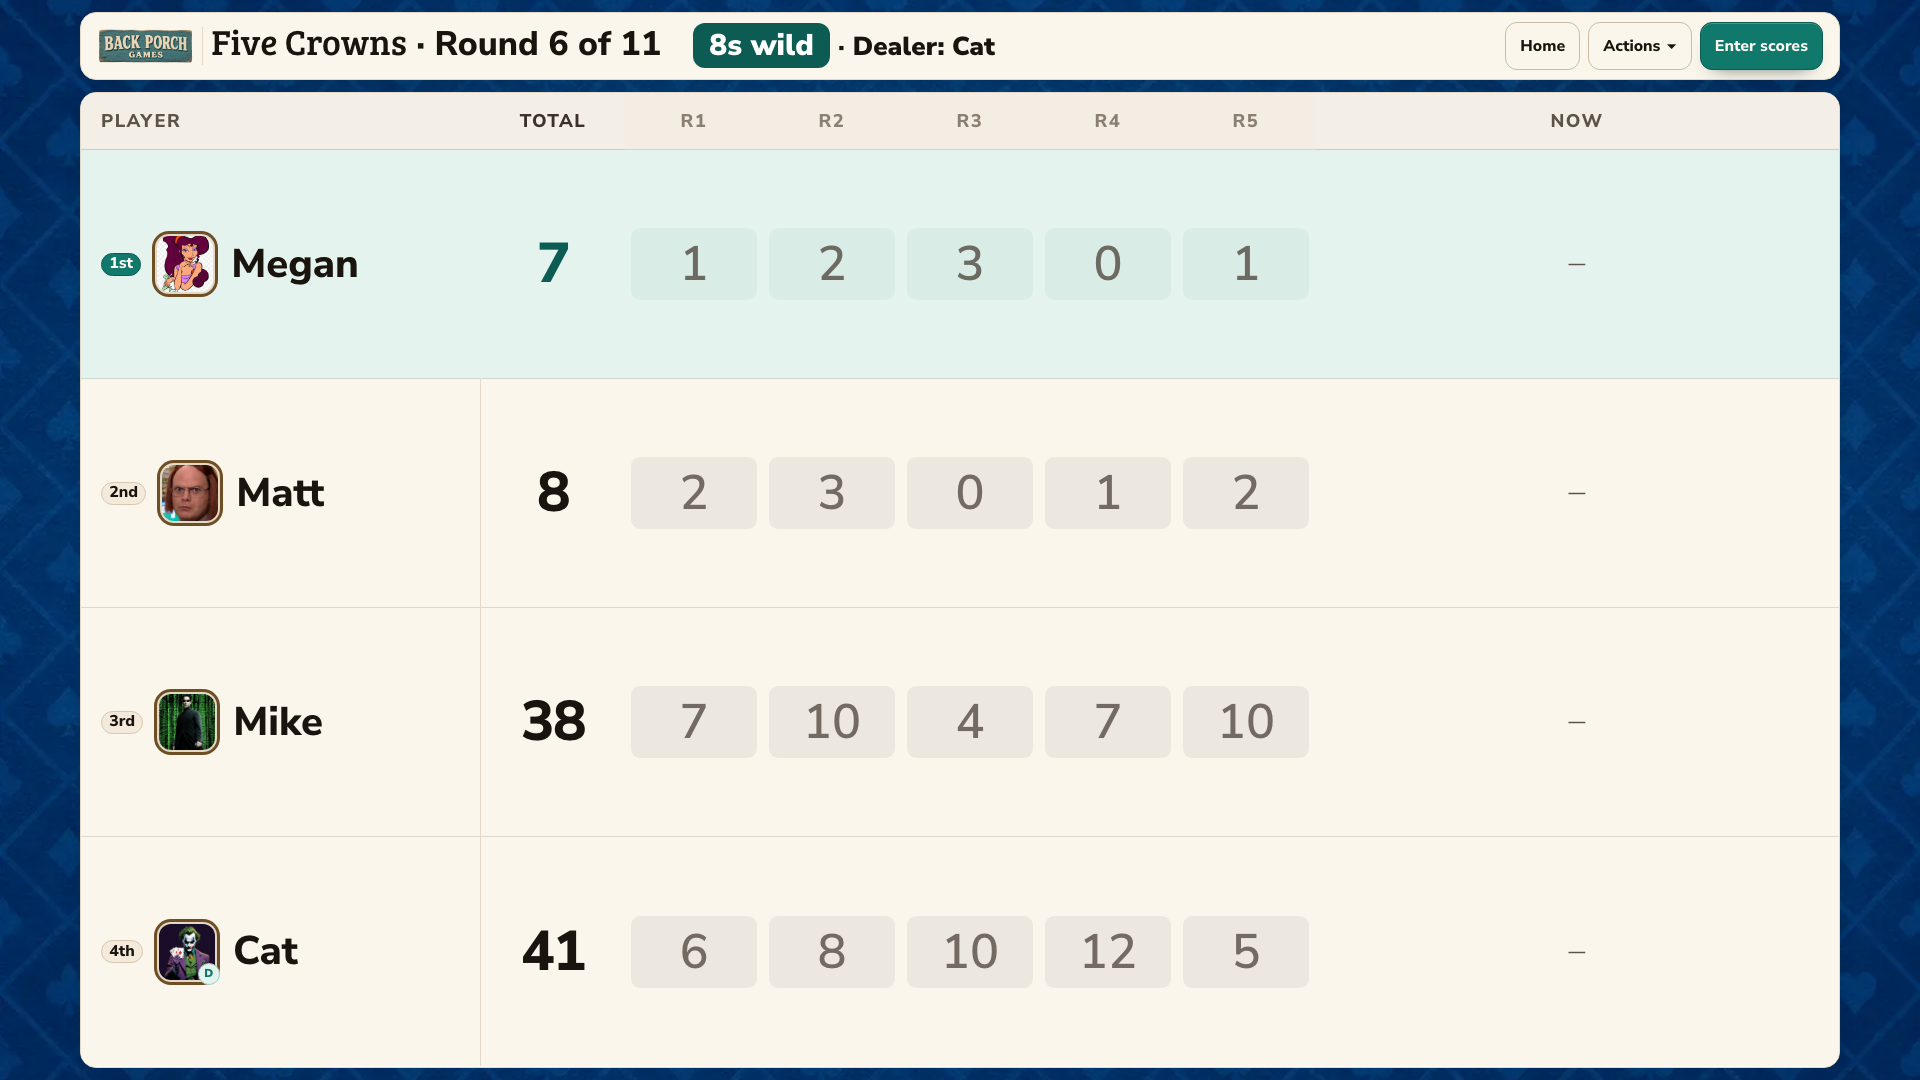 BACK PORCH
GAMES
Five Crowns · Round 6 of 11 8s wild · Dealer: Cat
Home
Actions
Enter scores
PLAYER TOTAL R1 R2 R3 R4 R5 NOW
1st Megan 7 1 2 3 0 1 –
2nd Matt 8 2 3 0 1 2 –
3rd Mike 38 7 10 4 7 10 –
4th D Cat 41 6 8 10 12 5 –